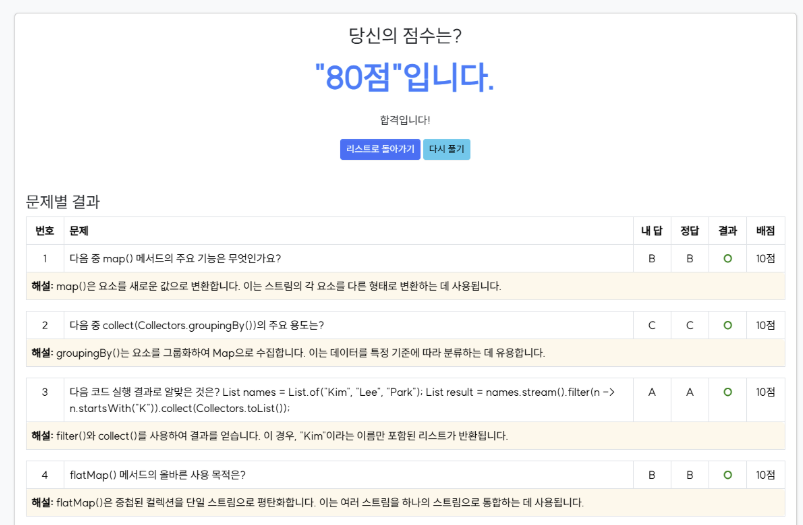 당신의 점수는?
"80점"입니다.
합격입니다!
리스트로 돌아가기 다시 풀기
문제별 결과
번호 문제 내 답 정답 결과 배점
1 다음 중 map() 메서드의 주요 기능은 무엇인가요? B B O 10점
해설: map()은 요소를 새로운 값으로 변환합니다. 이는 스트림의 각 요소를 다른 형태로 변환하는 데 사용됩니다.
2 다음 중 collect(Collectors.groupingBy())의 주요 용도는? C C O 10점
해설: groupingBy()는 요소를 그룹화하여 Map으로 수집합니다. 이는 데이터를 특정 기준에 따라 분류하는 데 유용합니다.
3 다음 코드 실행 결과로 알맞은 것은? List names = List.of("Kim", "Lee", "Park"); List result = names.stream().filter(n -> A A O 10점
n.startsWith("K")).collect(Collectors.toList());
해설: filter()와 collect()를 사용하여 결과를 얻습니다. 이 경우, "Kim"이라는 이름만 포함된 리스트가 반환됩니다.
4 flatMap() 메서드의 올바른 사용 목적은? B B O 10점
해설: flatMap()은 중첩된 컬렉션을 단일 스트림으로 평탄화합니다. 이는 여러 스트림을 하나의 스트림으로 통합하는 데 사용됩니다.